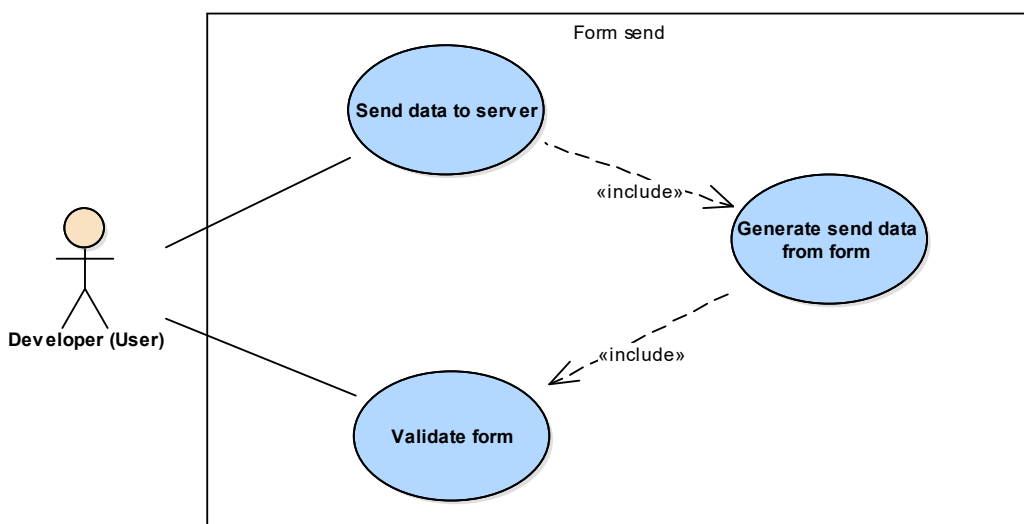 Form send
Send data to server
«include»
Generate send data
from form
Developer (User)
«include»
Validate form